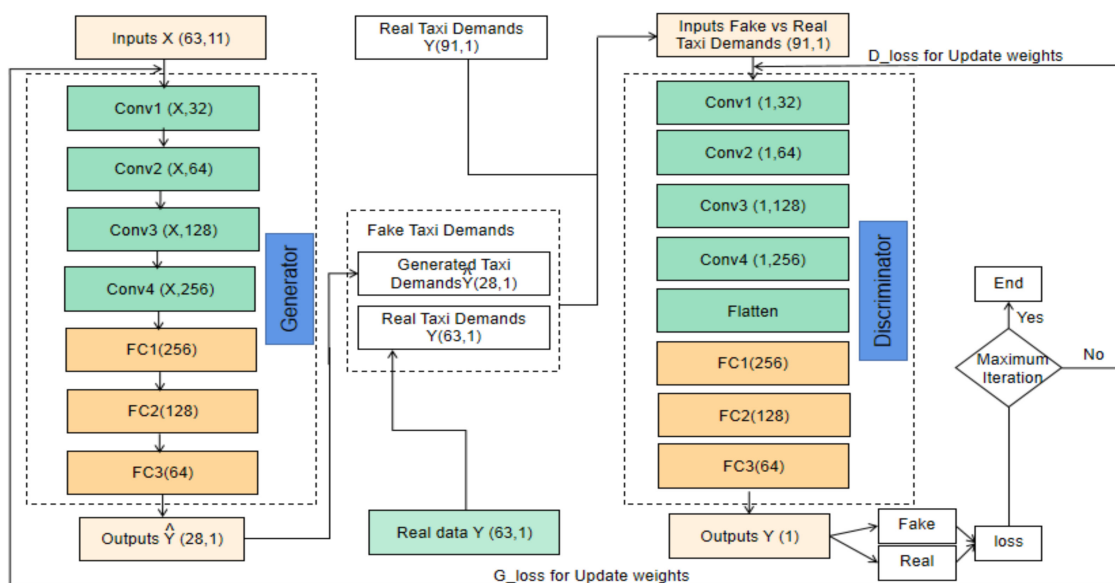 Inputs X (63,11)
Conv1 (X,32)
Conv2 (X,64)
Conv3 (X,128)
Conv4 (X,256)
FC1(256)
FC2(128)
FC3(64)
Outputs Ŷ (28,1)
Generator
Real Taxi Demands
Y(91,1)
Fake Taxi Demands
Generated Taxi
DemandsŶ(28,1)
Real Taxi Demands
Y(63,1)
Real data Y (63,1)
G_loss for Update weights
Inputs Fake vs Real
Taxi Demands (91,1)
D_loss for Update weights
Conv1 (1,32)
Conv2 (1,64)
Conv3 (1,128)
Conv4 (1,256)
Flatten
FC1(256)
FC2(128)
FC3(64)
Discriminator
Outputs Y (1)
Fake
Real
loss
Maximum
Iteration
Yes
No
End